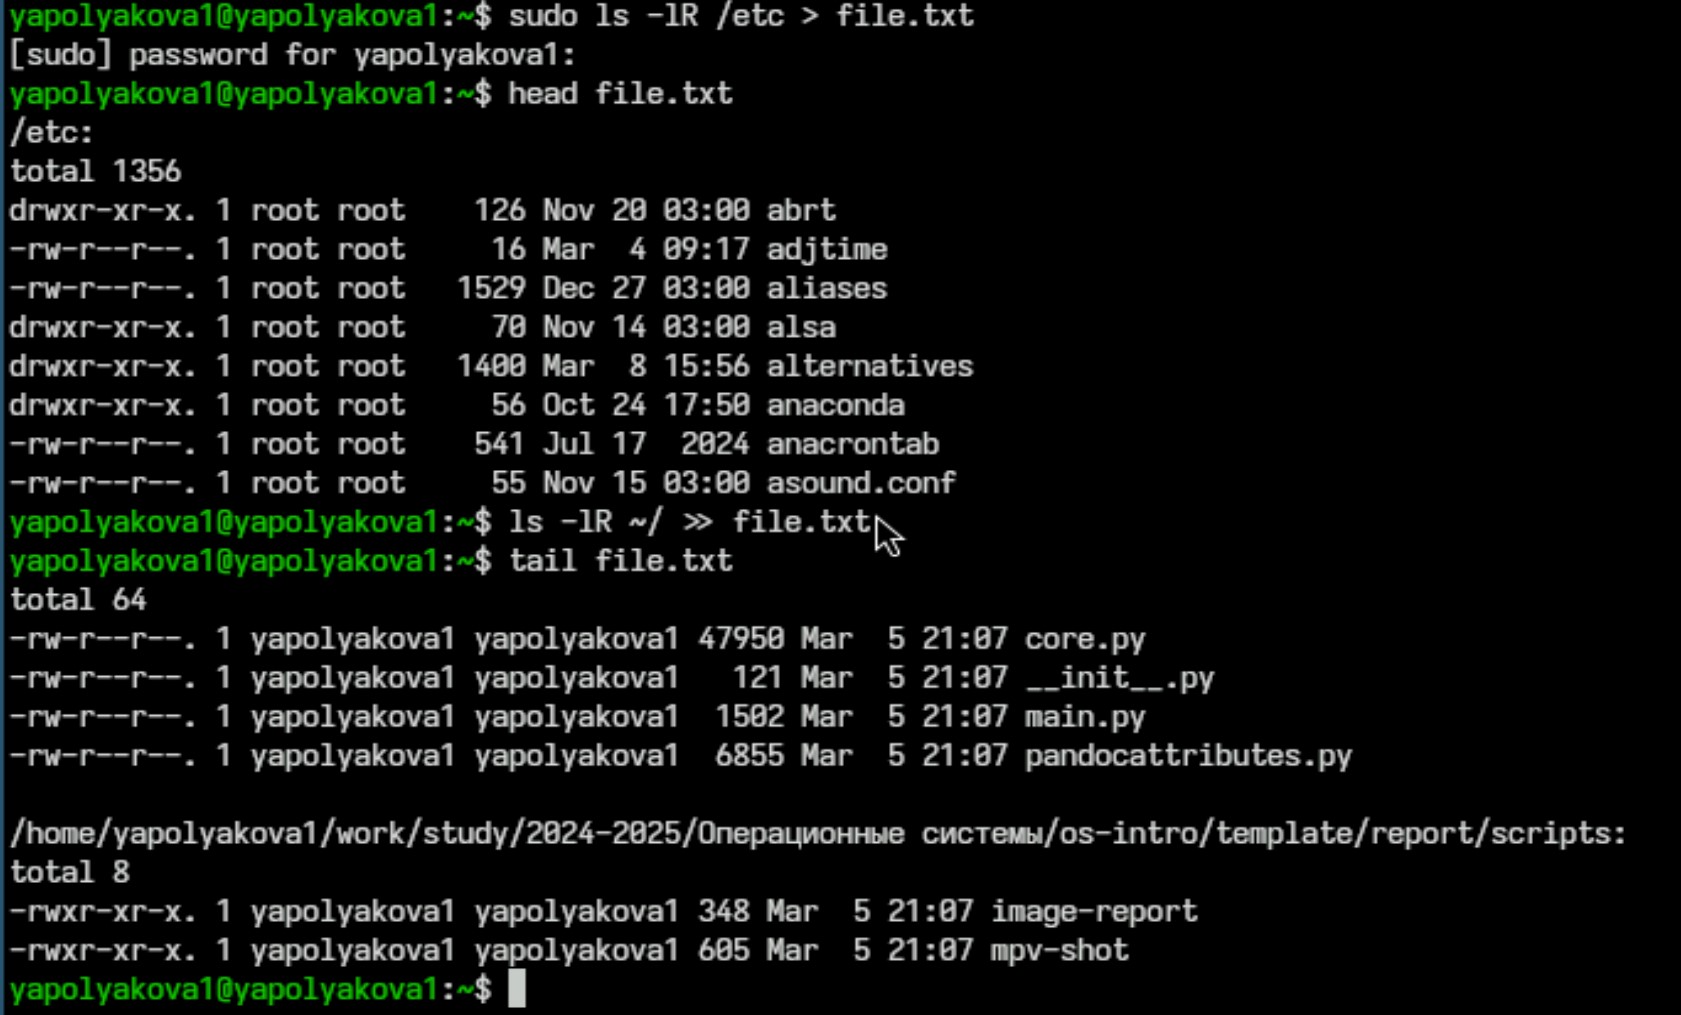 yapolyakova1@yapolyakova1:~$ sudo ls -lR /etc > file.txt
[sudo] password for yapolyakova1:
yapolyakova1@yapolyakova1:~$ head file.txt
/etc:
total 1356
drwxr-xr-x. 1 root root    126 Nov 20 03:00 abrt
-rw-r--r--. 1 root root     16 Mar  4 09:17 adjtime
-rw-r--r--. 1 root root   1529 Dec 27 03:00 aliases
drwxr-xr-x. 1 root root     70 Nov 14 03:00 alsa
drwxr-xr-x. 1 root root   1400 Mar  8 15:56 alternatives
drwxr-xr-x. 1 root root     56 Oct 24 17:50 anaconda
-rw-r--r--. 1 root root    541 Jul 17  2024 anacrontab
-rw-r--r--. 1 root root     55 Nov 15 03:00 asound.conf
yapolyakova1@yapolyakova1:~$ ls -lR ~/ >> file.txt
yapolyakova1@yapolyakova1:~$ tail file.txt
total 64
-rw-r--r--. 1 yapolyakova1 yapolyakova1 47950 Mar  5 21:07 core.py
-rw-r--r--. 1 yapolyakova1 yapolyakova1   121 Mar  5 21:07 __init__.py
-rw-r--r--. 1 yapolyakova1 yapolyakova1  1502 Mar  5 21:07 main.py
-rw-r--r--. 1 yapolyakova1 yapolyakova1  6855 Mar  5 21:07 pandocattributes.py

/home/yapolyakova1/work/study/2024-2025/Операционные системы/os-intro/template/report/scripts:
total 8
-rwxr-xr-x. 1 yapolyakova1 yapolyakova1 348 Mar  5 21:07 image-report
-rwxr-xr-x. 1 yapolyakova1 yapolyakova1 605 Mar  5 21:07 mpv-shot
yapolyakova1@yapolyakova1:~$